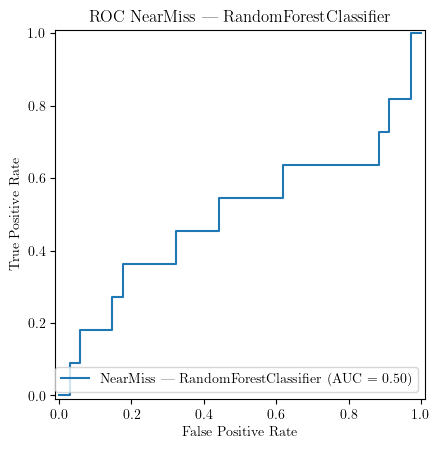 ROC NearMiss — RandomForestClassifier
1.0
0.8
0.6
0.4
0.2
0.0
True Positive Rate
NearMiss — RandomForestClassifier (AUC = 0.50)
0.0 0.2 0.4 0.6 0.8 1.0
False Positive Rate